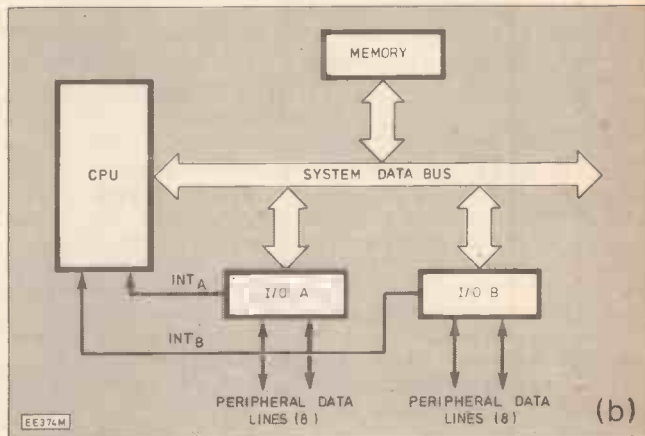 MEMORY
CPU
SYSTEM DATA BUS
INTA
I/O A
I/O B
INTB
PERIPHERAL DATA
LINES (8)
PERIPHERAL DATA
LINES (8)
(b)
EE374M